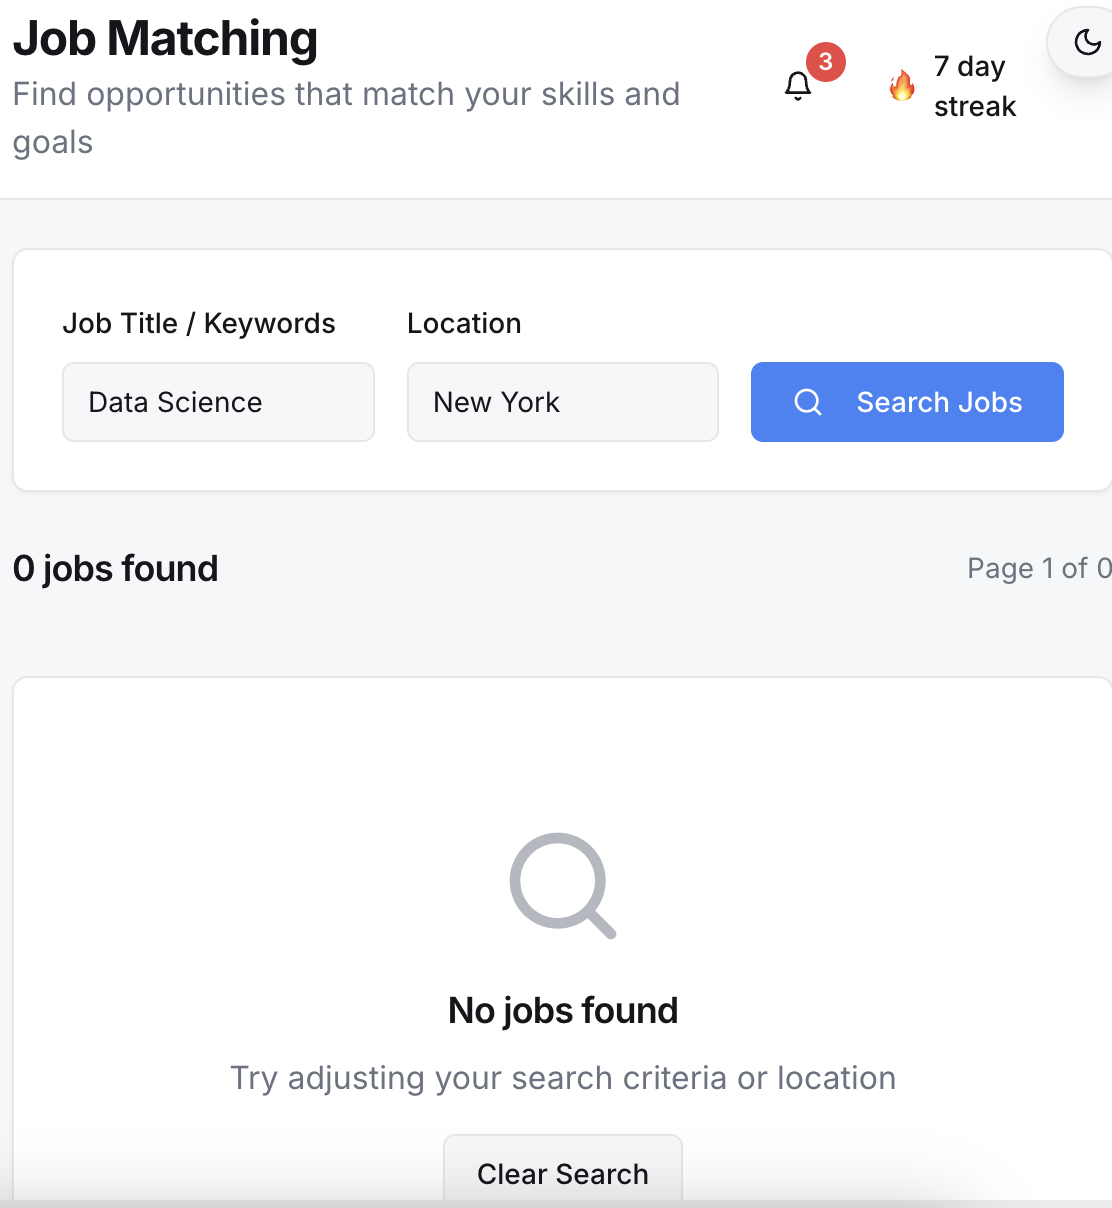 Job Matching
Find opportunities that match your skills and
goals
3
7 day
streak
Job Title / Keywords
Location
Data Science
New York
Search Jobs
0 jobs found
Page 1 of 0
No jobs found
Try adjusting your search criteria or location
Clear Search